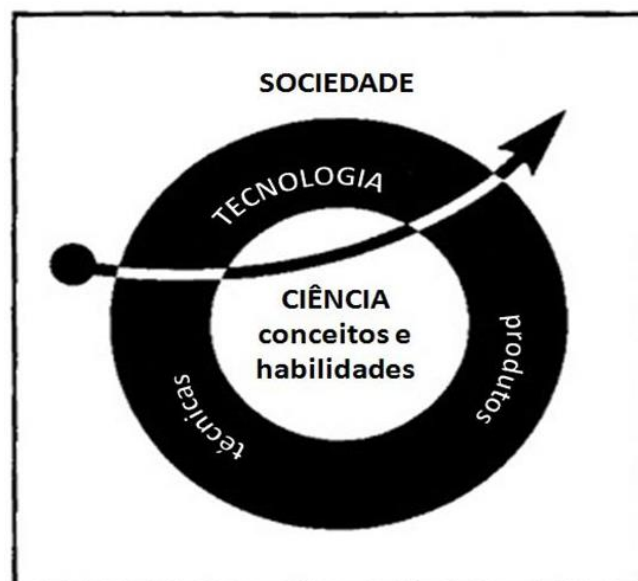 SOCIEDADE
TECNOLOGIA
CIÊNCIA
conceitos e
habilidades
técnicas
produtos